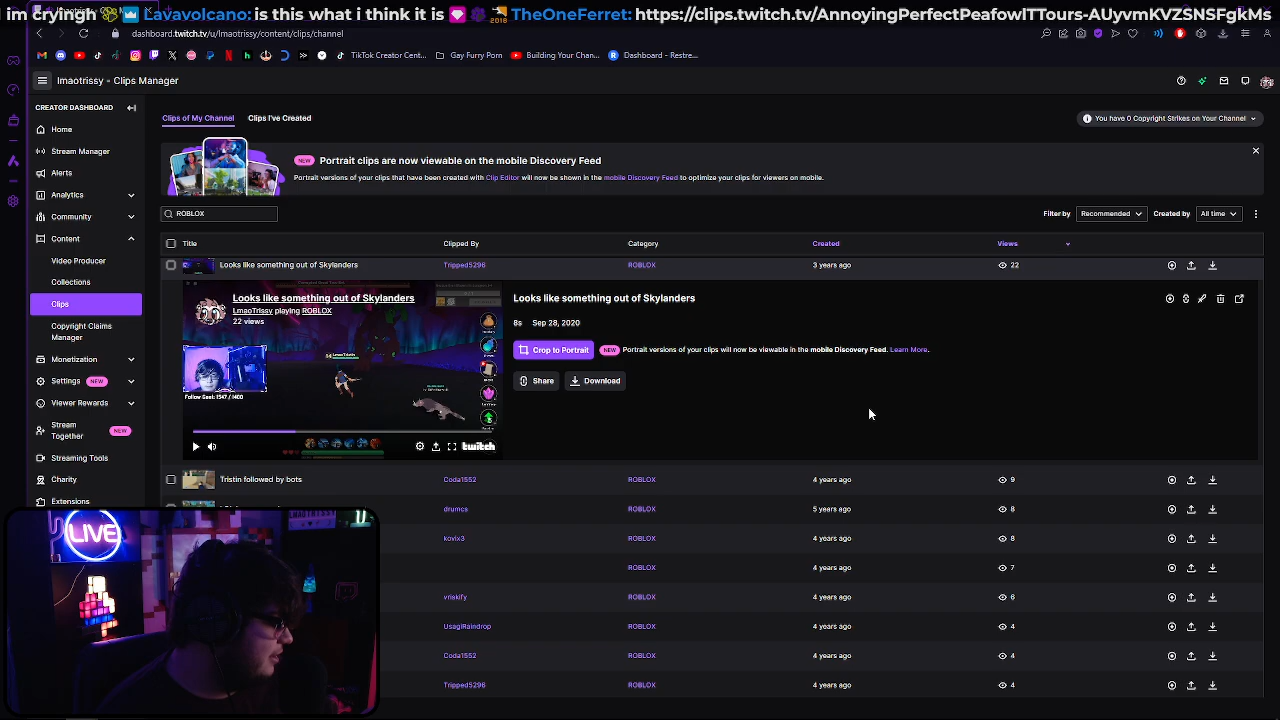 i'm cryingh Lavavolcano: is this what i think it is 2018 TheOneFerret: https://clips.twitch.tv/AnnoyingPerfectPeafowlTTours-AUyvmKVZSNSFgkMs
dashboard.twitch.tv/u/lmaotrissy/content/clips/channel
TikTok Creator Cent... Gay Furry Porn Building Your Chan... Dashboard - Restre...
lmaotrissy - Clips Manager
CREATOR DASHBOARD
Home
Stream Manager
Alerts
Analytics
Community
Content
Video Producer
Collections
Clips
Copyright Claims
Manager
Monetization
Settings NEW
Viewer Rewards
Stream
Together NEW
Streaming Tools
Charity
Extensions
Clips of My Channel Clips I've Created
You have 0 Copyright Strikes on Your Channel
NEW Portrait clips are now viewable on the mobile Discovery Feed
Portrait versions of your clips that have been created with Clip Editor will now be shown in the mobile Discovery Feed to optimize your clips for viewers on mobile.
ROBLOX
Filter by Recommended Created by All time
Title Clipped By Category Created Views
Looks like something out of Skylanders Tripped5296 ROBLOX 3 years ago 22
Looks like something out of Skylanders
LmaoTrissy playing ROBLOX
22 views
Follow Goal: 1347 / 1400
twitch
Looks like something out of Skylanders
8s Sep 28, 2020
Crop to Portrait NEW Portrait versions of your clips will now be viewable in the mobile Discovery Feed. Learn More.
Share Download
Tristin followed by bots Coda1552 ROBLOX 4 years ago 9
drumcs ROBLOX 5 years ago 8
kovix3 ROBLOX 4 years ago 8
ROBLOX 4 years ago 7
vriskify ROBLOX 4 years ago 6
UsagiRaindrop ROBLOX 4 years ago 4
Coda1552 ROBLOX 4 years ago 4
Tripped5296 ROBLOX 4 years ago 4
LIVE